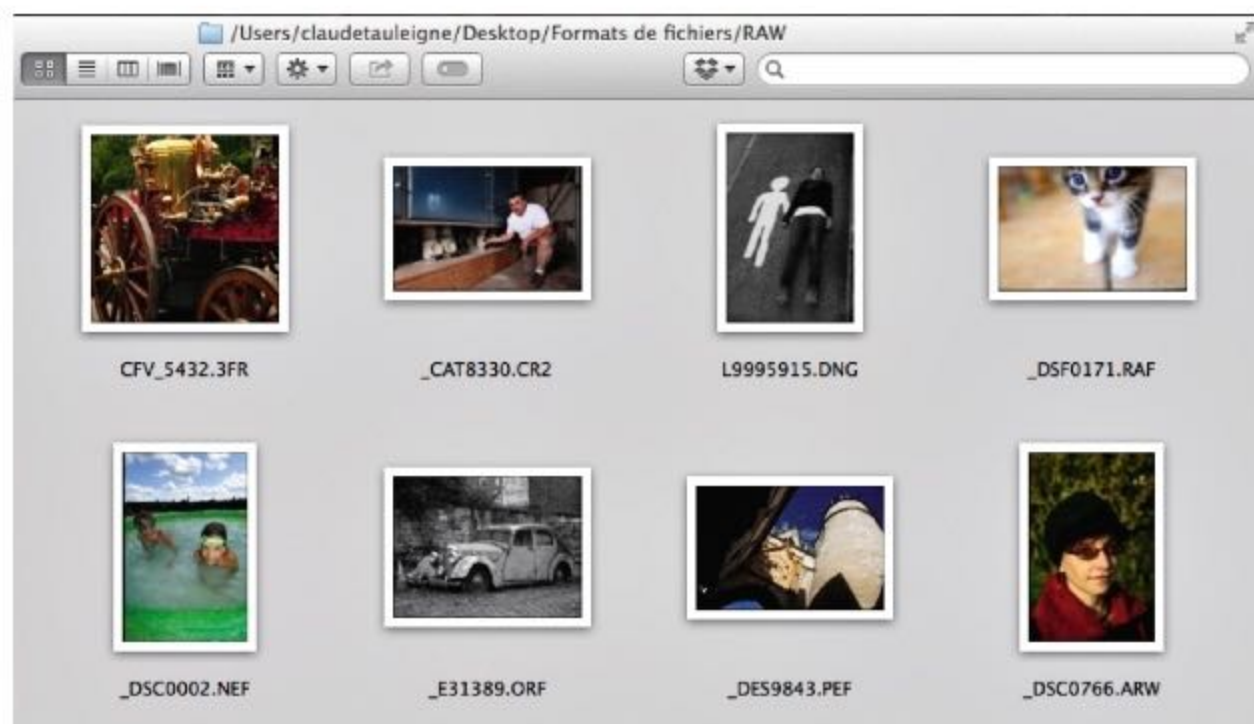 /Users/claudetauleigne/Desktop/Formats de fichiers/RAW
CFV_5432.3FR
_CAT8330.CR2
L9995915.DNG
_DSF0171.RAF
_DSC0002.NEF
_E31389.ORF
_DES9843.PEF
_DSC0766.ARW